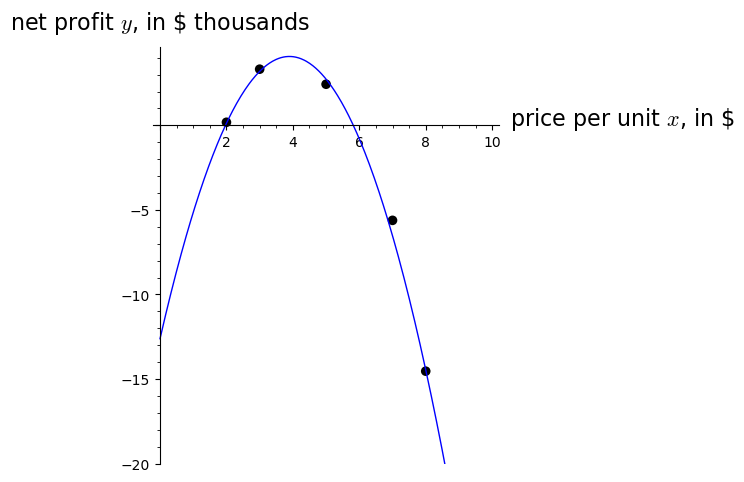 net profit y, in $ thousands
price per unit x, in $
2 4 6 8 10
−5
−10
−15
−20